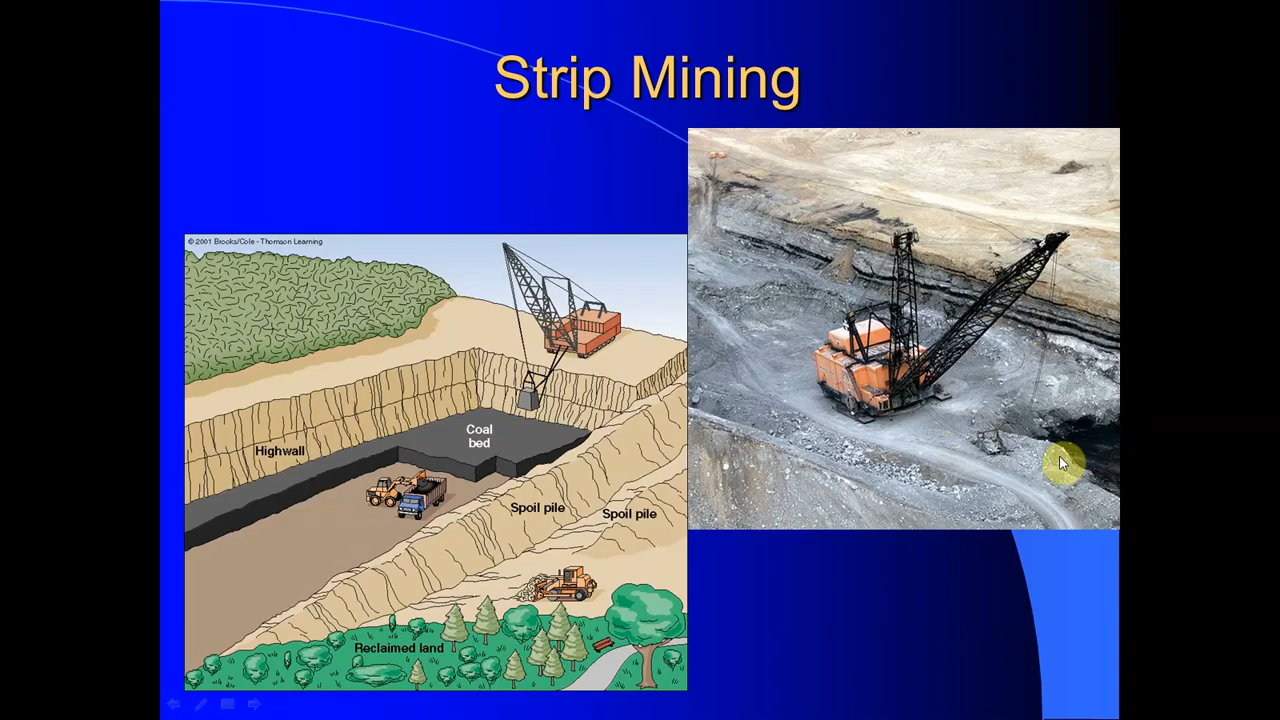 Strip Mining
© 2001 Brooks/Cole - Thomson Learning
Coal
bed
Highwall
Spoil pile
Spoil pile
Reclaimed land